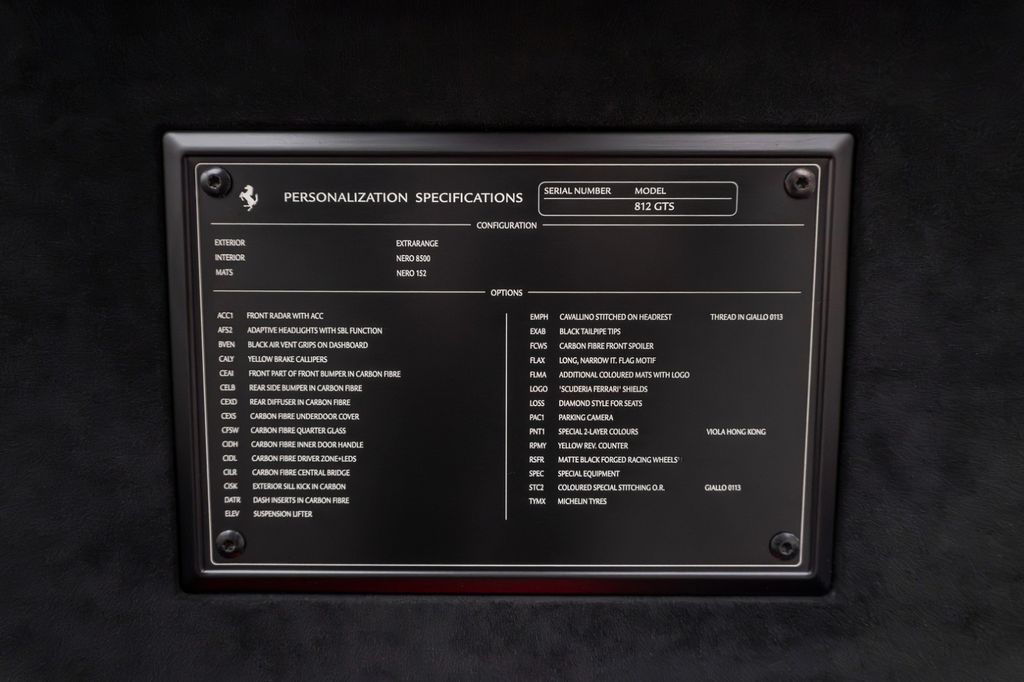 PERSONALIZATION SPECIFICATIONS
SERIAL NUMBER MODEL
812 GTS
CONFIGURATION
EXTERIOR EXTRARANGE
INTERIOR NERO 8500
MATS NERO 152
OPTIONS
ACC1 FRONT RADAR WITH ACC
AFS2 ADAPTIVE HEADLIGHTS WITH SBL FUNCTION
BVEN BLACK AIR VENT GRIPS ON DASHBOARD
CALY YELLOW BRAKE CALLIPERS
CEAI FRONT PART OF FRONT BUMPER IN CARBON FIBRE
CELB REAR SIDE BUMPER IN CARBON FIBRE
CEXD REAR DIFFUSER IN CARBON FIBRE
CEXS CARBON FIBRE UNDERDOOR COVER
CFSW CARBON FIBRE QUARTER GLASS
CIDH CARBON FIBRE INNER DOOR HANDLE
CIDL CARBON FIBRE DRIVER ZONE+LEDS
CILR CARBON FIBRE CENTRAL BRIDGE
CISK EXTERIOR SILL KICK IN CARBON
DATR DASH INSERTS IN CARBON FIBRE
ELEV SUSPENSION LIFTER
EMPH CAVALLINO STITCHED ON HEADREST THREAD IN GIALLO 0113
EXAB BLACK TAILPIPE TIPS
FCWS CARBON FIBRE FRONT SPOILER
FLAX LONG, NARROW IT. FLAG MOTIF
FLMA ADDITIONAL COLOURED MATS WITH LOGO
LOGO 'SCUDERIA FERRARI' SHIELDS
LOSS DIAMOND STYLE FOR SEATS
PAC1 PARKING CAMERA
PNT1 SPECIAL 2-LAYER COLOURS VIOLA HONG KONG
RPMY YELLOW REV. COUNTER
RSFR MATTE BLACK FORGED RACING WHEELS'
SPEC SPECIAL EQUIPMENT
STC2 COLOURED SPECIAL STITCHING O.R. GIALLO 0113
TYMX MICHELIN TYRES